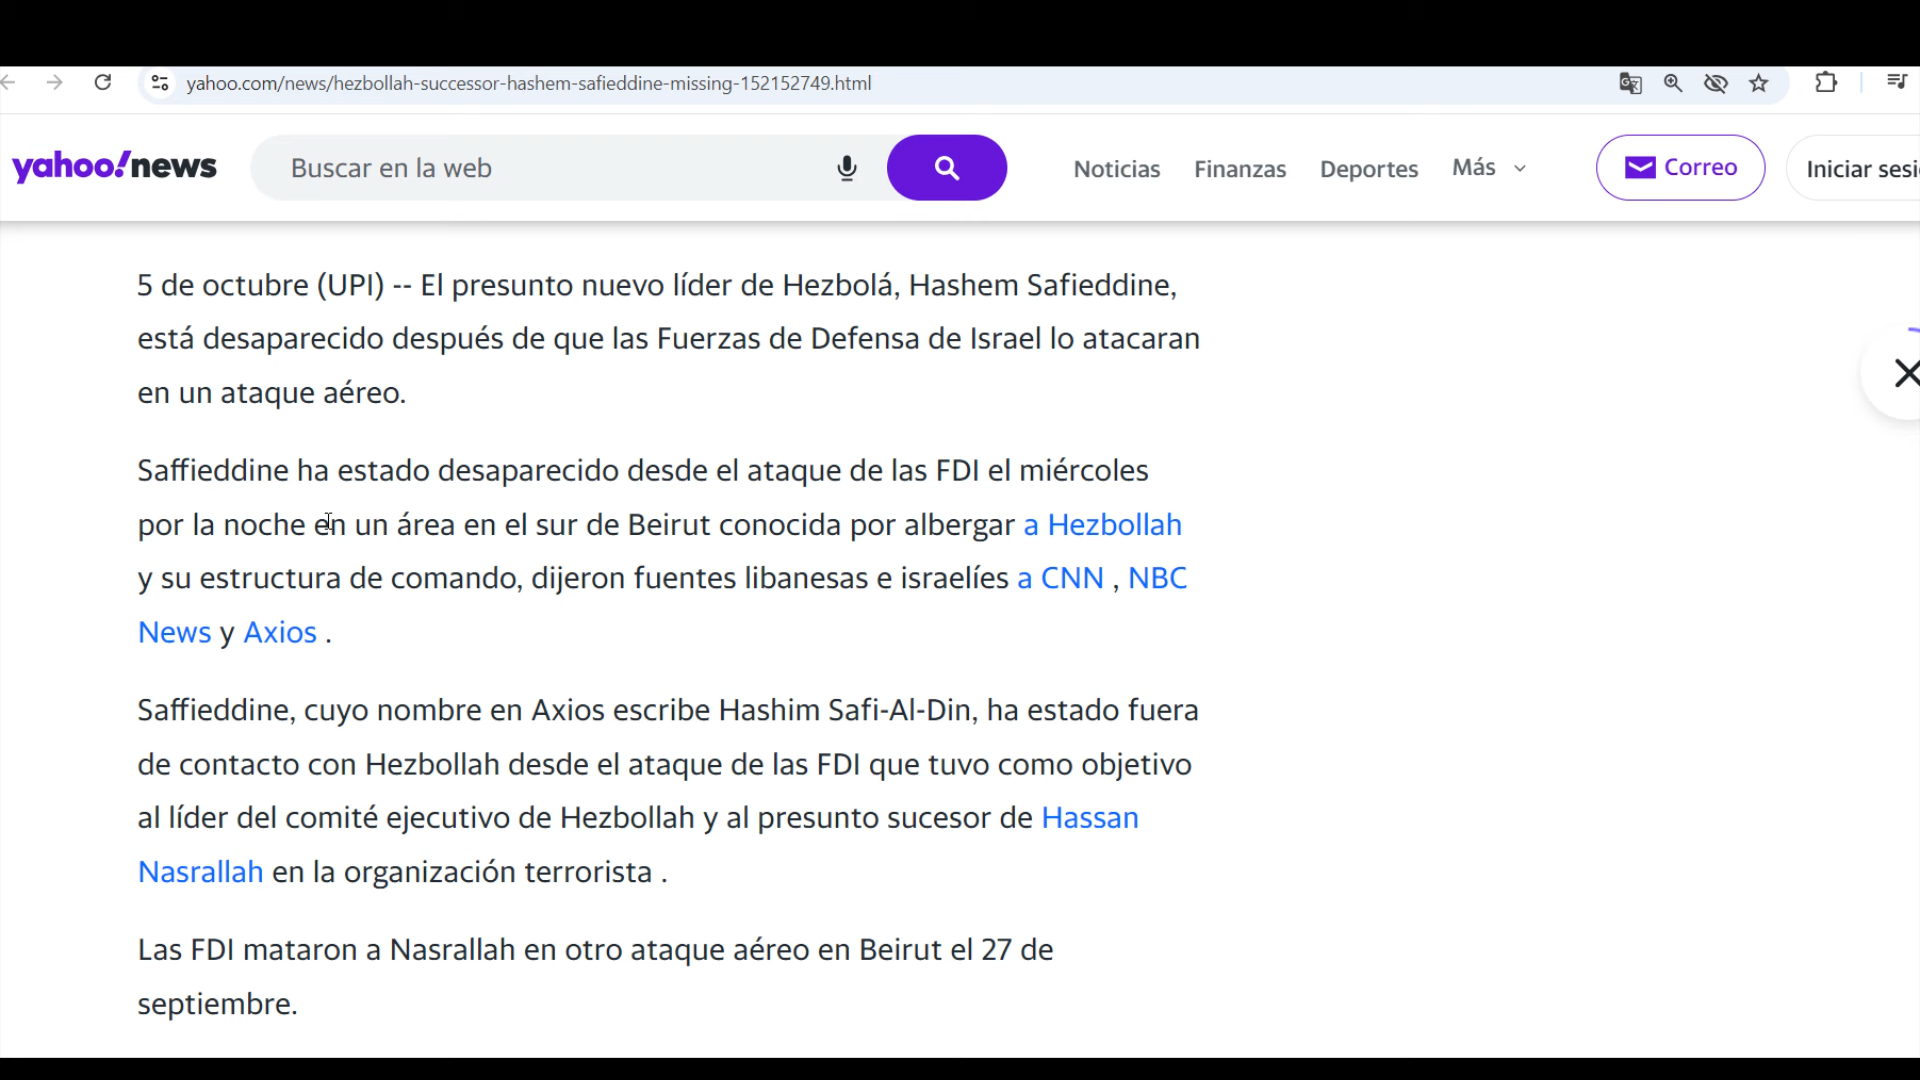 yahoo.com/news/hezbollah-successor-hashem-safieddine-missing-152152749.html
yahoo!news
Buscar en la web
Noticias
Finanzas
Deportes
Más
Correo
Iniciar sesi
5 de octubre (UPI) -- El presunto nuevo líder de Hezbolá, Hashem Safieddine,
está desaparecido después de que las Fuerzas de Defensa de Israel lo atacaran
en un ataque aéreo.
Saffieddine ha estado desaparecido desde el ataque de las FDI el miércoles
por la noche en un área en el sur de Beirut conocida por albergar a Hezbollah
y su estructura de comando, dijeron fuentes libanesas e israelíes a CNN , NBC
News y Axios .
Saffieddine, cuyo nombre en Axios escribe Hashim Safi-Al-Din, ha estado fuera
de contacto con Hezbollah desde el ataque de las FDI que tuvo como objetivo
al líder del comité ejecutivo de Hezbollah y al presunto sucesor de Hassan
Nasrallah en la organización terrorista .
Las FDI mataron a Nasrallah en otro ataque aéreo en Beirut el 27 de
septiembre.